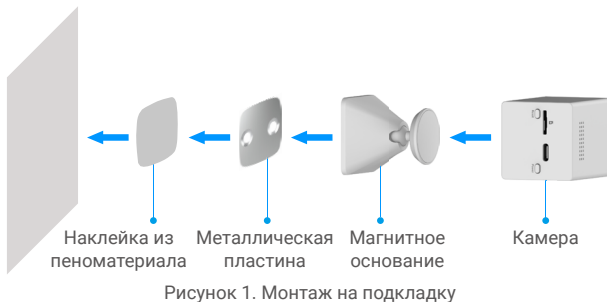 Наклейка из
пеноматериала
Металлическая
пластина
Магнитное
основание
Камера
Рисунок 1. Монтаж на подкладку